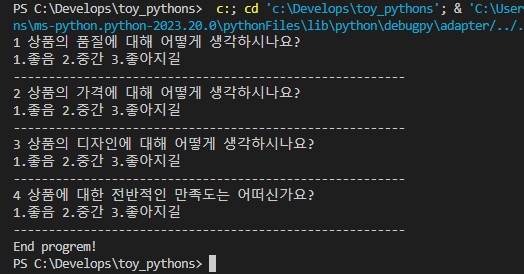 PS C:\Develops\toy_pythons>  c:; cd 'c:\Develops\toy_pythons'; & 'C:\User
ns\ms-python.python-2023.20.0\pythonFiles\lib\python\debugpy\adapter/../.
1 상품의 품질에 대해 어떻게 생각하시나요?
1.좋음 2.중간 3.좋아지길
------------------------------------------------------
2 상품의 가격에 대해 어떻게 생각하시나요?
1.좋음 2.중간 3.좋아지길
------------------------------------------------------
3 상품의 디자인에 대해 어떻게 생각하시나요?
1.좋음 2.중간 3.좋아지길
------------------------------------------------------
4 상품에 대한 전반적인 만족도는 어떠신가요?
1.좋음 2.중간 3.좋아지길
------------------------------------------------------
End progrem!
PS C:\Develops\toy_pythons>